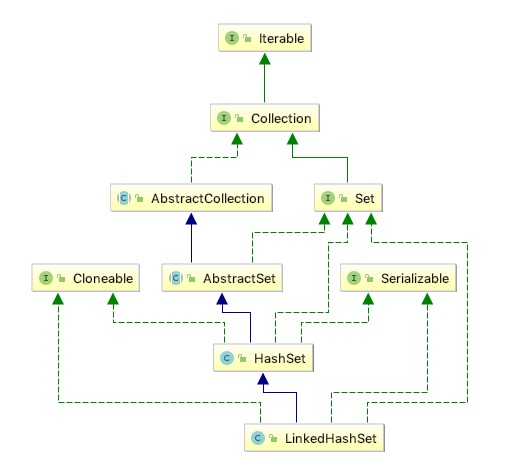 I Iterable
I Collection
C AbstractCollection
I Set
I Cloneable
C AbstractSet
I Serializable
C HashSet
C LinkedHashSet